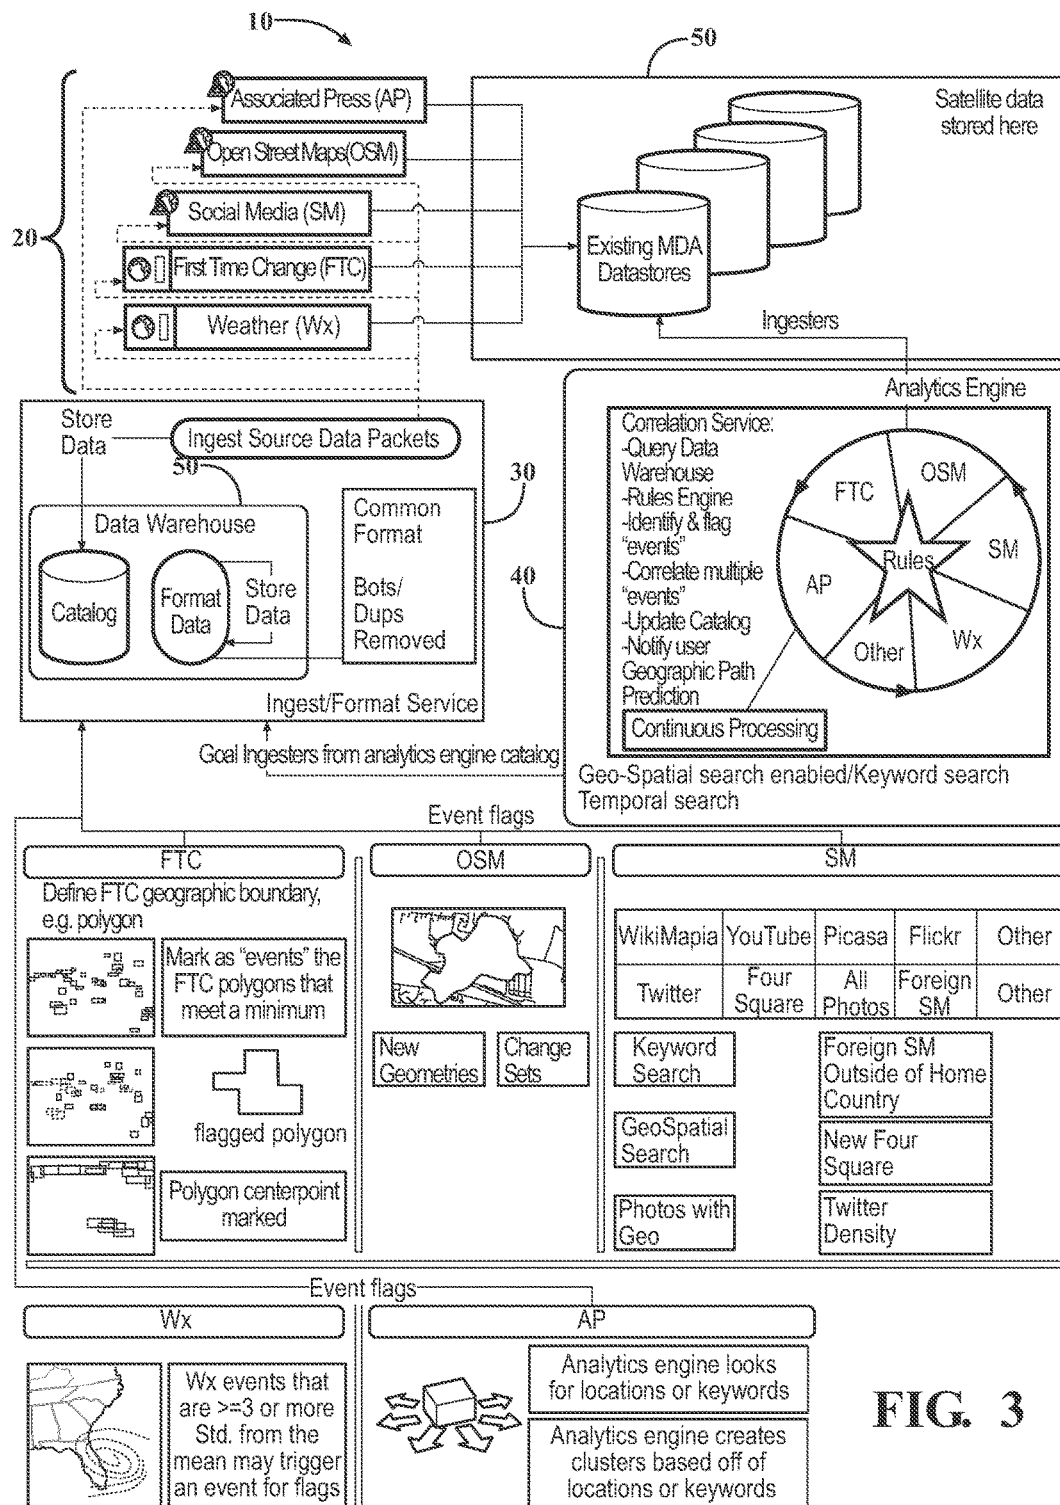 10
50
20
Associated Press (AP)
Open Street Maps(OSM)
Social Media (SM)
First Time Change (FTC)
Weather (Wx)
Satellite data
stored here
Existing MDA
Datastores
Ingesters
Store
Data
Ingest Source Data Packets
50
30
Data Warehouse
Catalog
Format
Data
Store
Data
Common
Format
Bots/
Dups
Removed
Ingest/Format Service
40
Analytics Engine
Correlation Service:
-Query Data
Warehouse
-Rules Engine
-Identify & flag
"events"
-Correlate multiple
"events"
-Update Catalog
-Notify user
Geographic Path
Prediction
Continuous Processing
FTC
OSM
SM
Wx
Other
AP
Rules
Geo-Spatial search enabled/Keyword search
Temporal search
Goal Ingesters from analytics engine catalog
Event flags
FTC
Define FTC geographic boundary,
e.g. polygon
Mark as "events" the
FTC polygons that
meet a minimum
flagged polygon
Polygon centerpoint
marked
OSM
New
Geometries
Change
Sets
SM
WikiMapia YouTube Picasa Flickr Other
Twitter Four Square All Photos Foreign SM Other
Keyword
Search
GeoSpatial
Search
Photos with
Geo
Foreign SM
Outside of Home
Country
New Four
Square
Twitter
Density
Event flags
Wx
Wx events that
are >=3 or more
Std. from the
mean may trigger
an event for flags
AP
Analytics engine looks
for locations or keywords
Analytics engine creates
clusters based off of
locations or keywords
FIG. 3